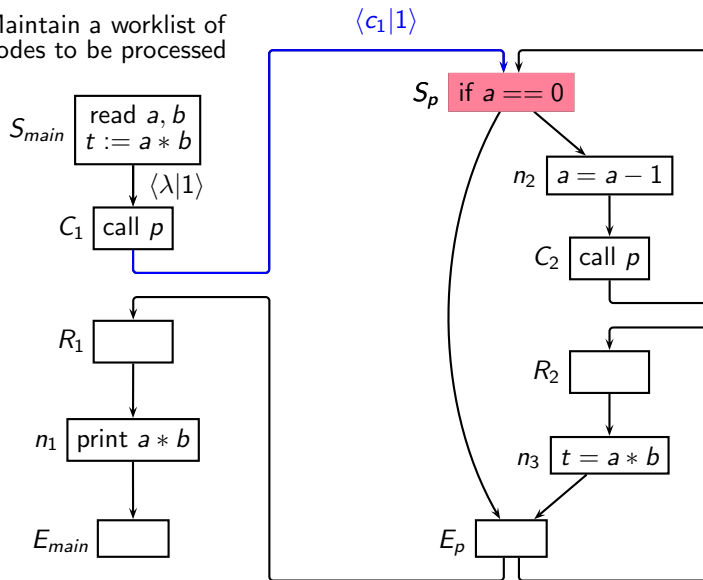 Maintain a worklist of
odes to be processed
⟨c₁|1⟩
S_p if a == 0
S_main read a, b
t := a ∗ b
⟨λ|1⟩
n₂ a = a − 1
C₁ call p
C₂ call p
R₁
R₂
n₁ print a ∗ b
n₃ t = a ∗ b
E_main
E_p